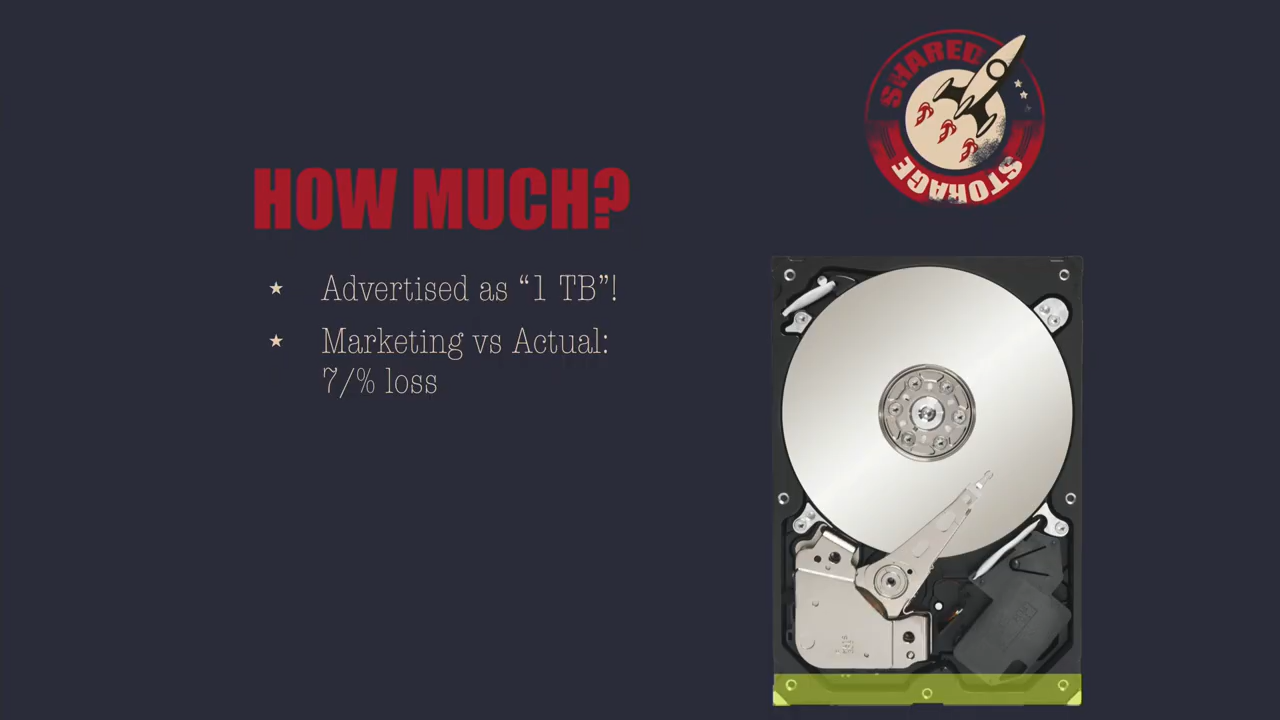 SHARED
STORAGE
HOW MUCH?
★ Advertised as “1 TB”!
★ Marketing vs Actual:
7/% loss